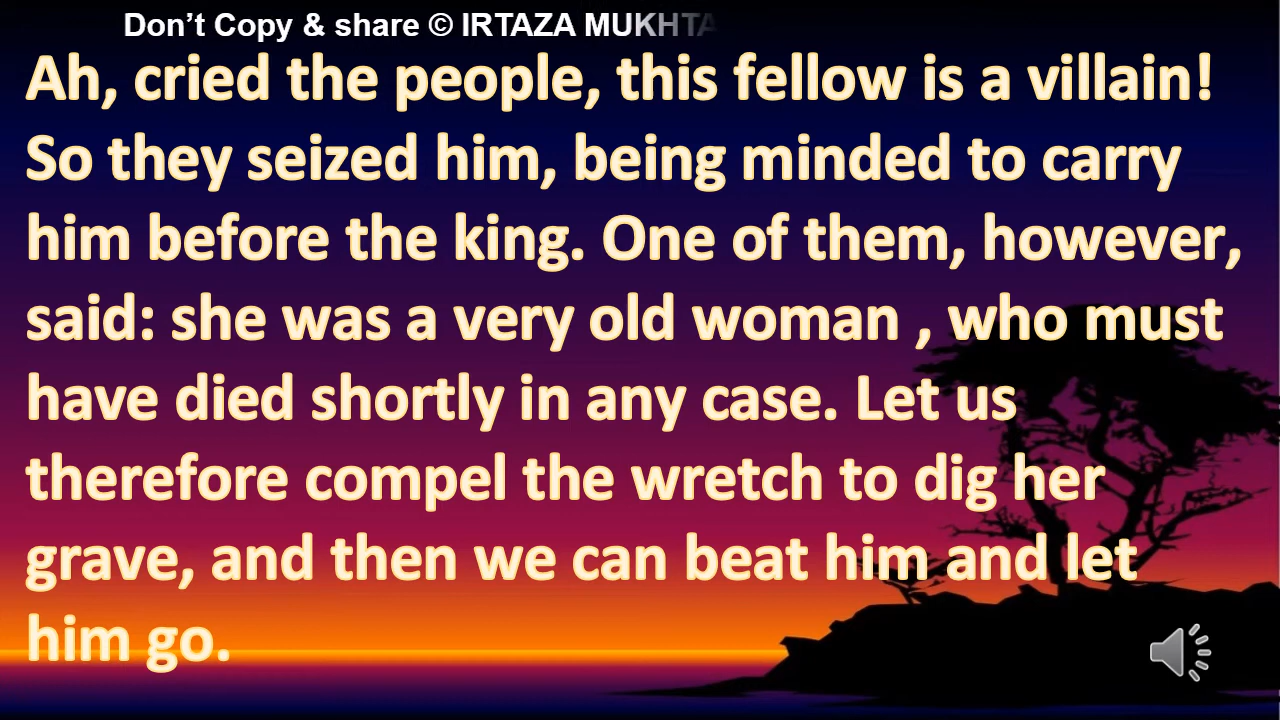 Don't Copy & share © IRTAZA MUKHTA
Ah, cried the people, this fellow is a villain!
So they seized him, being minded to carry
him before the king. One of them, however,
said: she was a very old woman , who must
have died shortly in any case. Let us
therefore compel the wretch to dig her
grave, and then we can beat him and let
him go.